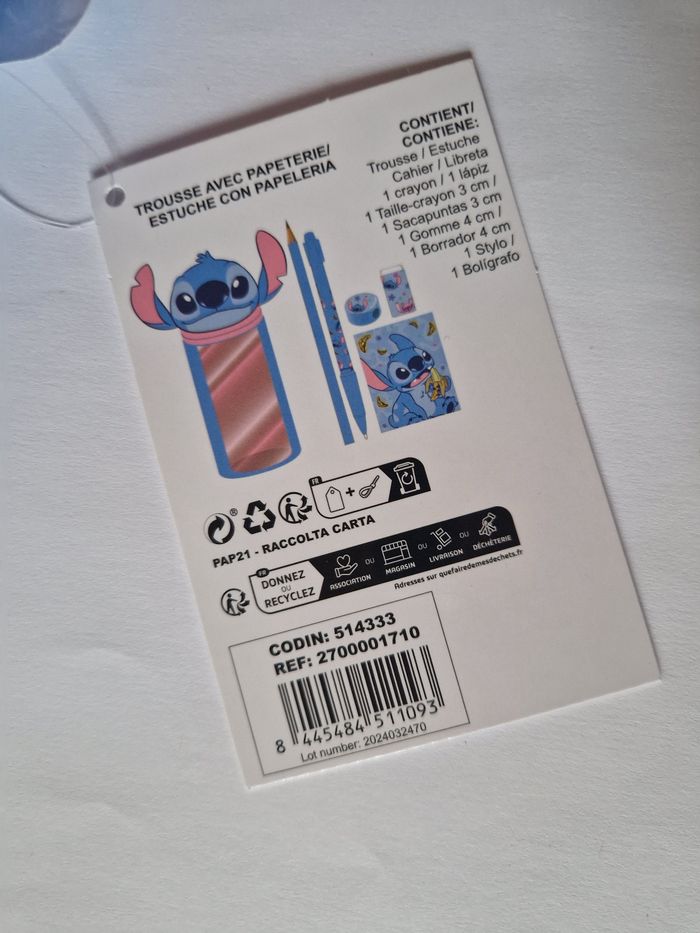 TROUSSE AVEC PAPETERIE/
ESTUCHE CON PAPELERIA
CONTIENT/
CONTIENE:
Trousse / Estuche
Cahier / Libreta
1 crayon / 1 lápiz
1 Taille-crayon 3 cm /
1 Sacapuntas 3 cm
1 Gomme 4 cm /
1 Borrador 4 cm
1 Stylo /
1 Bolígrafo
®
FR
+
PAP21 - RACCOLTA CARTA
FR
DONNEZ
OU
RECYCLEZ
ASSOCIATION OU MAGASIN OU LIVRAISON OU DÉCHÈTERIE
Adresses sur quefairedemesdechets.fr
CODIN: 514333
REF: 2700001710
8 445484 511093
Lot number: 2024032470